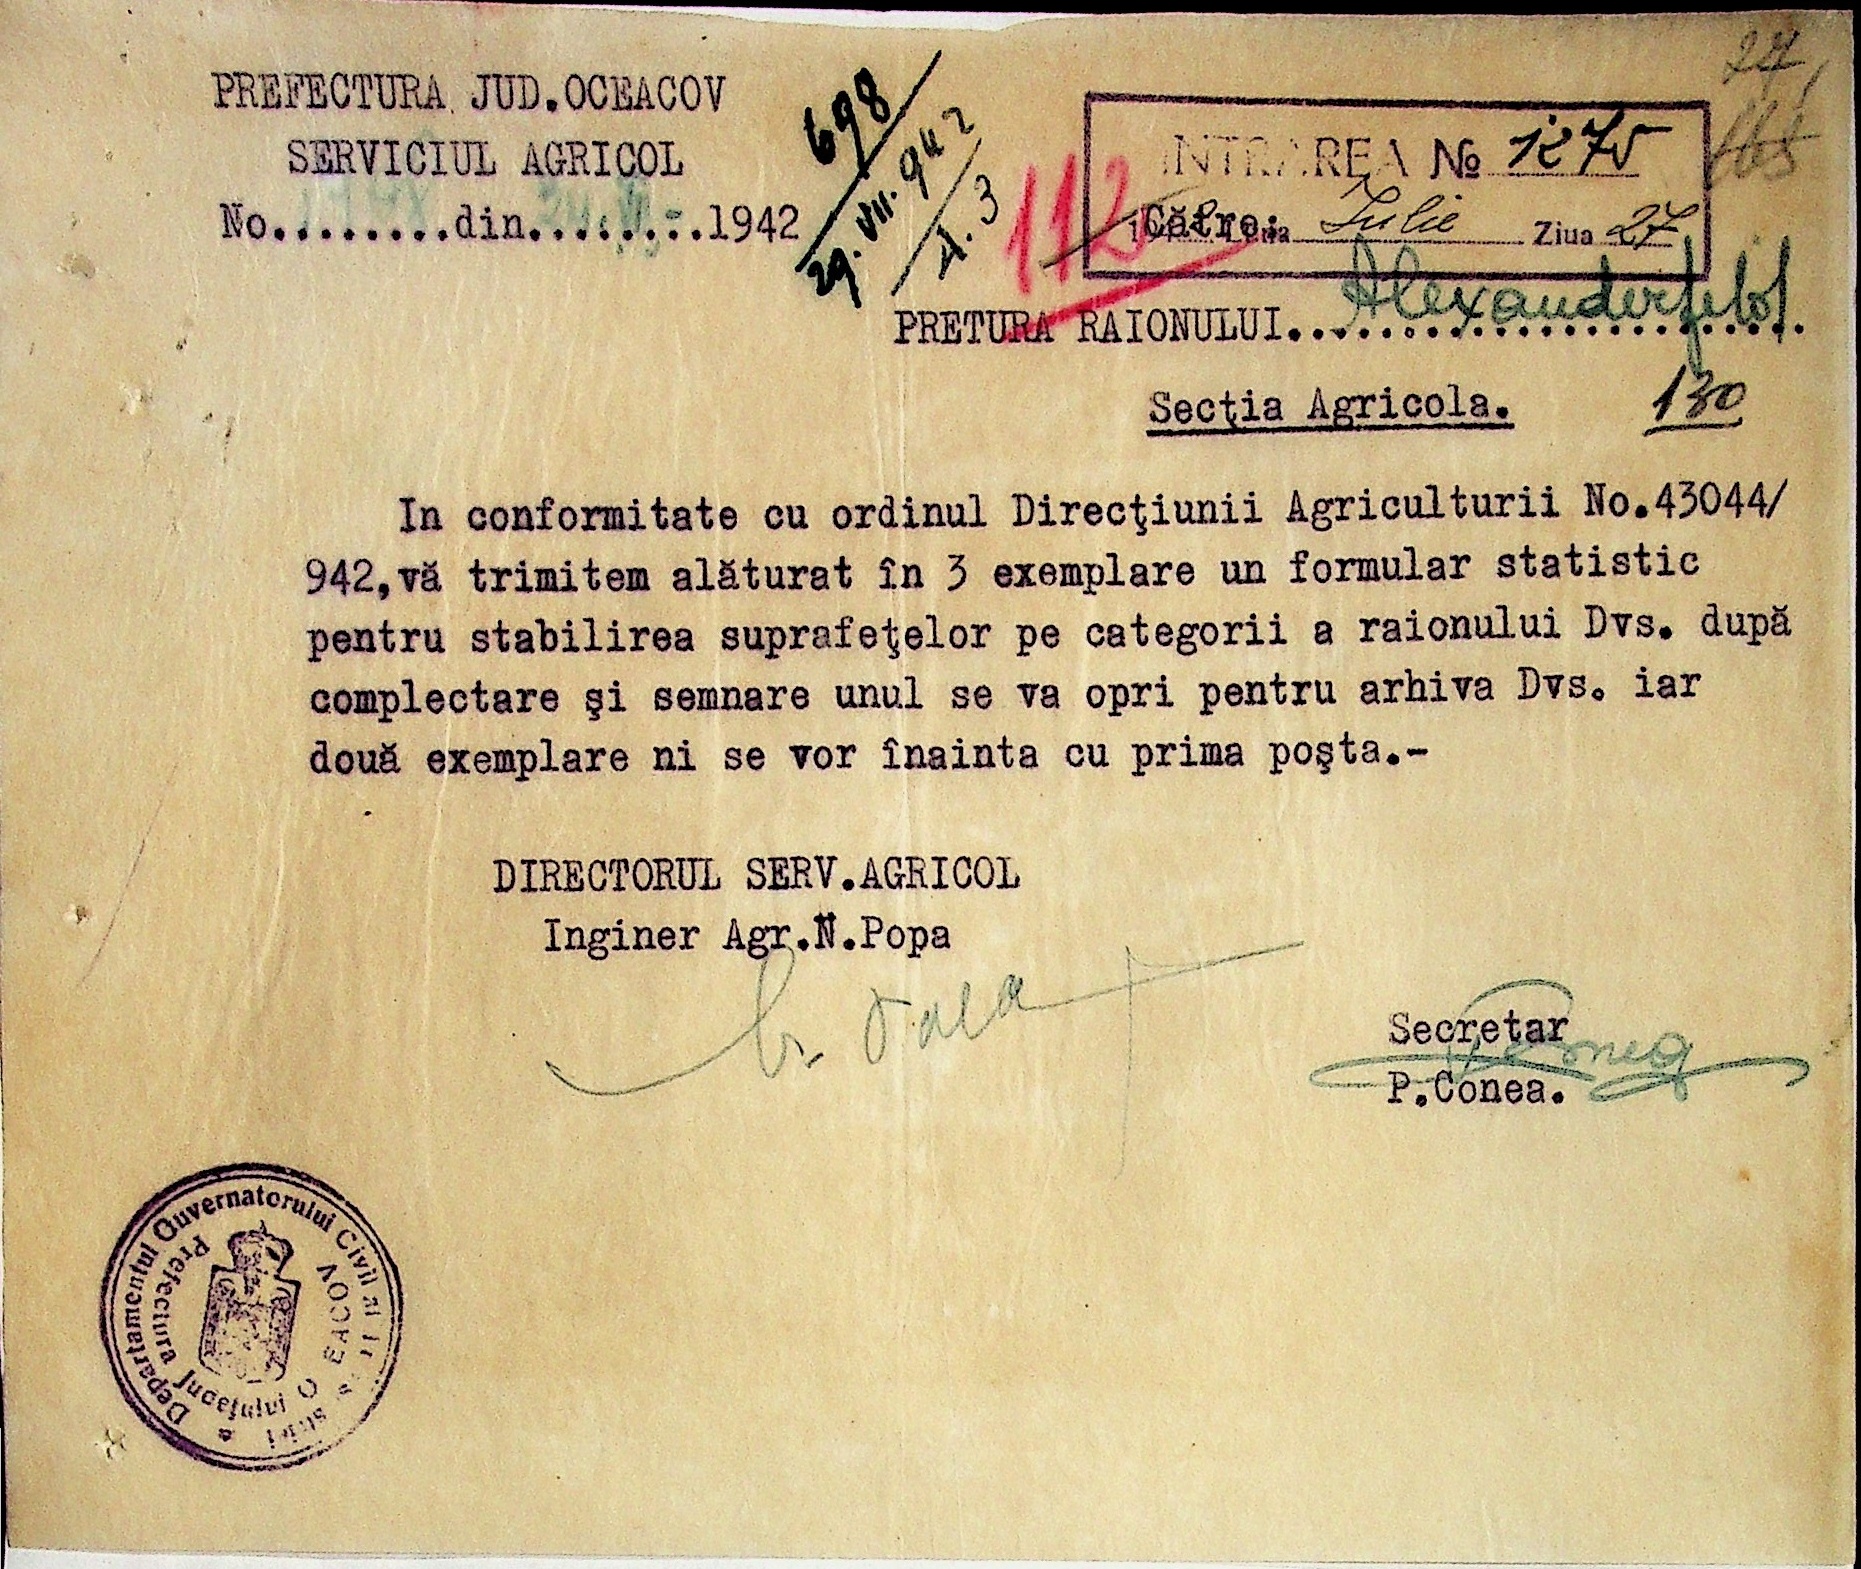 PREFECTURA JUD.OCEACOV
SERVICIUL AGRICOL
No.........din.........1942
698
29.VII.942
d.3
112
INTRAREA № 1275
Iulie Ziua 27
Către:
PRETURA RAIONULUI Alexanderfeld
Secţia Agricola.
130
In conformitate cu ordinul Direcţiunii Agriculturii No.43044/
942,vă trimitem alăturat în 3 exemplare un formular statistic
pentru stabilirea suprafeţelor pe categorii a raionului Dvs. după
complectare şi semnare unul se va opri pentru arhiva Dvs. iar
două exemplare ni se vor înainta cu prima poşta.-
DIRECTORUL SERV.AGRICOL
Inginer Agr.N.Popa
Secretar
P.Conea.
Departamentul Guvernatorului Civil al
Prefectura Judeţului OCEACOV